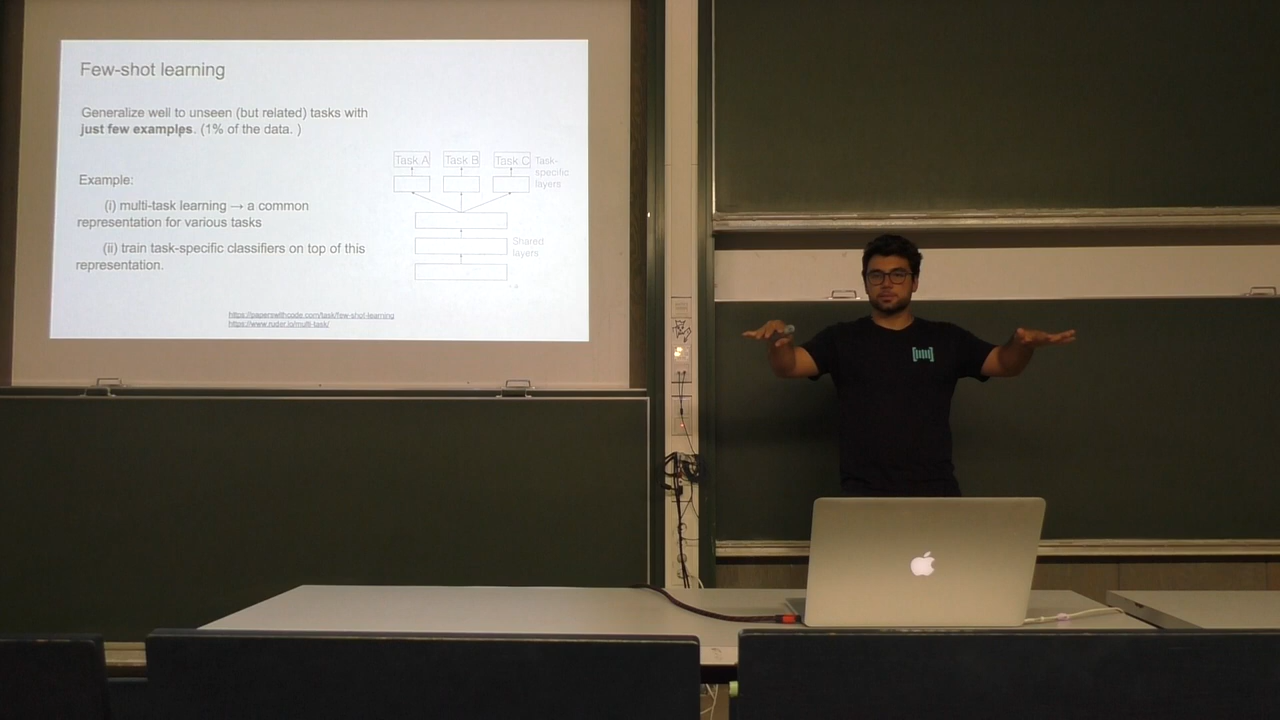 Few-shot learning
Generalize well to unseen (but related) tasks with
just few examples. (1% of the data. )
Example:
(i) multi-task learning → a common
representation for various tasks
(ii) train task-specific classifiers on top of this
representation.
Task A Task B Task C
Task-
specific
layers
Shared
layers
https://paperswithcode.com/task/few-shot-learning
https://www.ruder.io/multi-task/